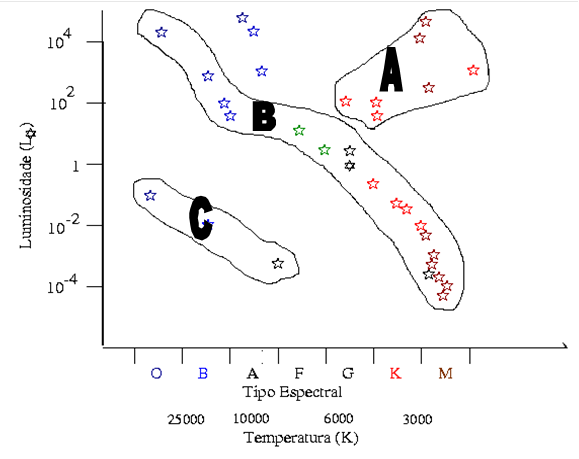 10^4
A
10^2
B
Luminosidade (L✡)
1
C
10^-2
10^-4
O B A F G K M
Tipo Espectral
25000 10000 6000 3000
Temperatura (K)